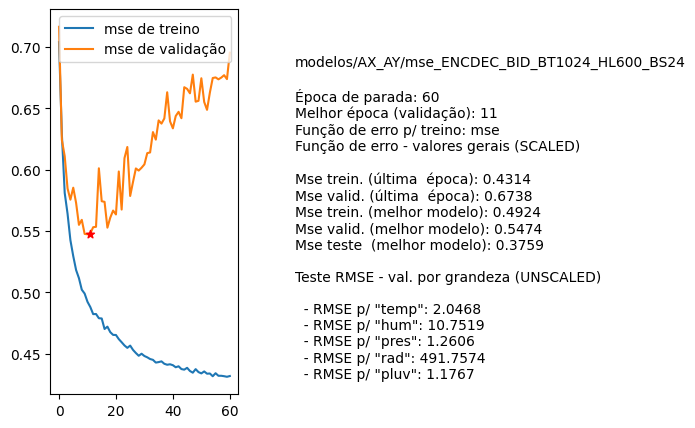 mse de treino
mse de validação
0.70
0.65
0.60
0.55
0.50
0.45
0
20
40
60
modelos/AX_AY/mse_ENCDEC_BID_BT1024_HL600_BS24
Época de parada: 60
Melhor época (validação): 11
Função de erro p/ treino: mse
Função de erro - valores gerais (SCALED)
Mse trein. (última  época): 0.4314
Mse valid. (última  época): 0.6738
Mse trein. (melhor modelo): 0.4924
Mse valid. (melhor modelo): 0.5474
Mse teste  (melhor modelo): 0.3759
Teste RMSE - val. por grandeza (UNSCALED)
- RMSE p/ "temp": 2.0468
- RMSE p/ "hum": 10.7519
- RMSE p/ "pres": 1.2606
- RMSE p/ "rad": 491.7574
- RMSE p/ "pluv": 1.1767